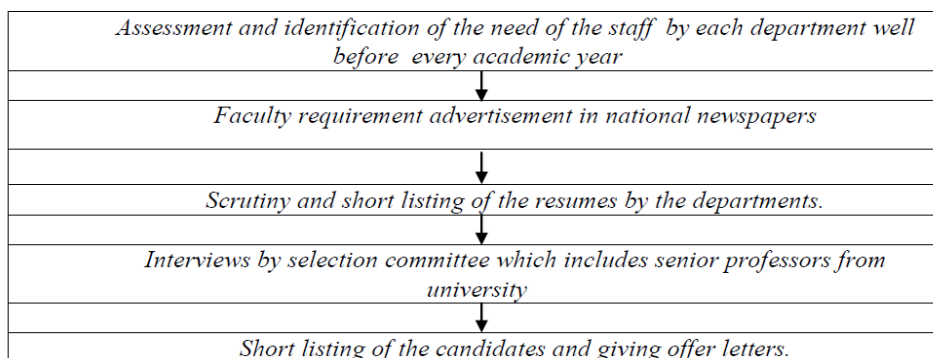 Assessment and identification of the need of the staff by each department well
before every academic year
Faculty requirement advertisement in national newspapers
Scrutiny and short listing of the resumes by the departments.
Interviews by selection committee which includes senior professors from
university
Short listing of the candidates and giving offer letters.